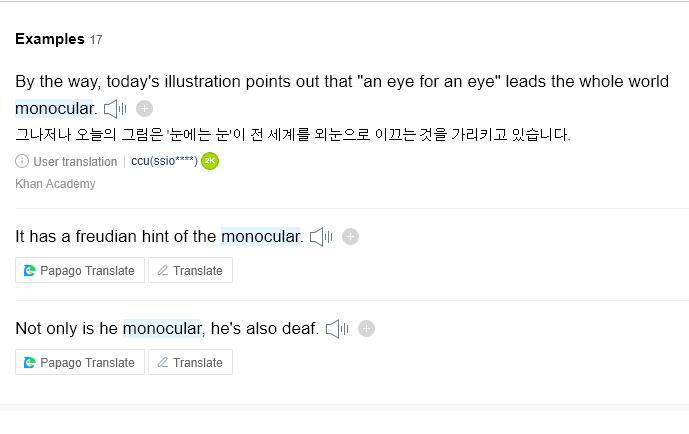 Examples 17
By the way, today's illustration points out that "an eye for an eye" leads the whole world
monocular.
그나저나 오늘의 그림은 '눈에는 눈'이 전 세계를 외눈으로 이끄는 것을 가리키고 있습니다.
User translation | ccu(ssio****) 2K
Khan Academy
It has a freudian hint of the monocular.
Papago Translate Translate
Not only is he monocular, he's also deaf.
Papago Translate Translate